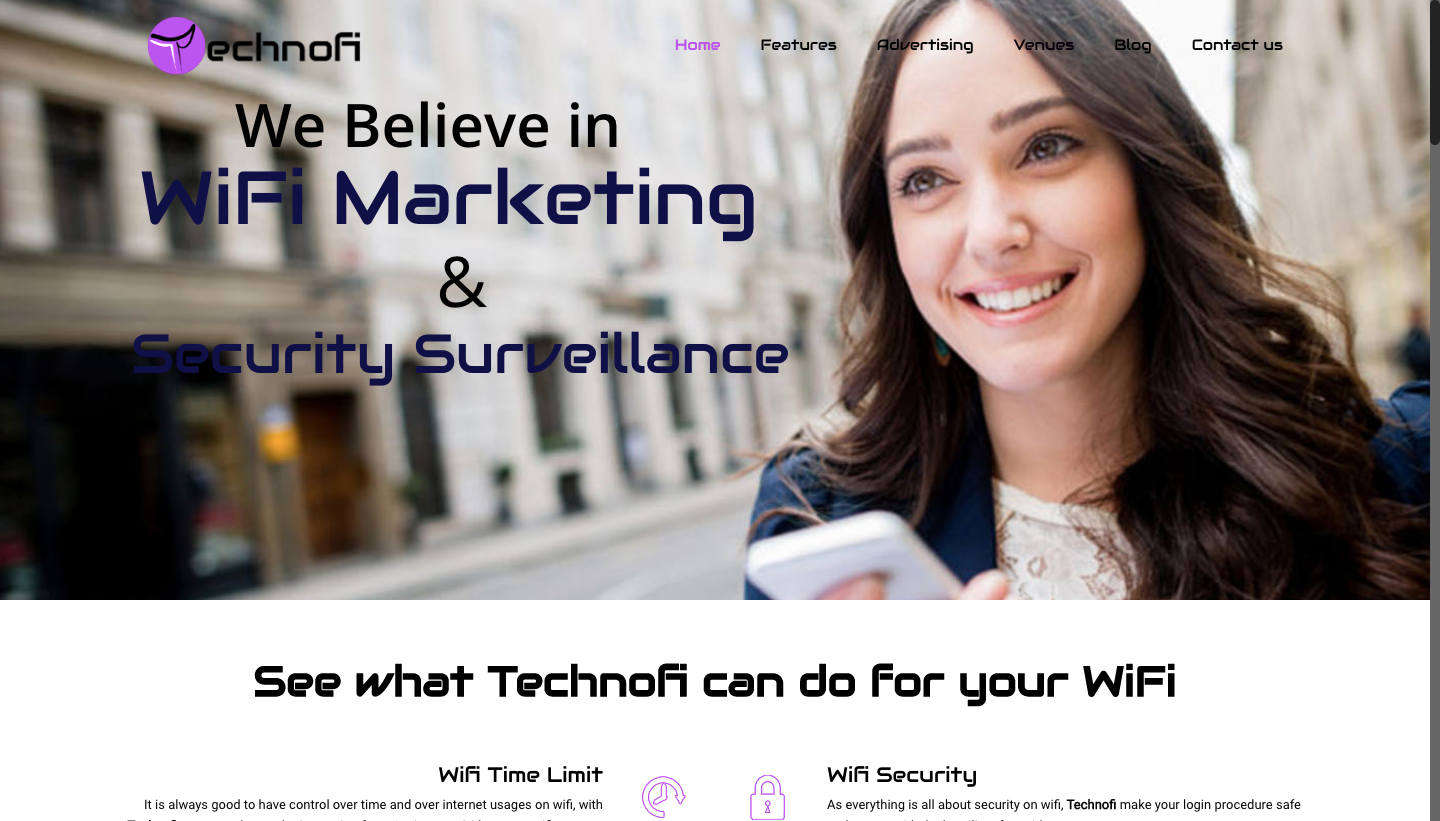 Technofi
Home Features Advertising Venues Blog Contact us
We Believe in
WiFi Marketing
&
Security Surveillance
See what Technofi can do for your WiFi
Wifi Time Limit
It is always good to have control over time and over internet usages on wifi, with
Wifi Security
As everything is all about security on wifi, Technofi make your login procedure safe